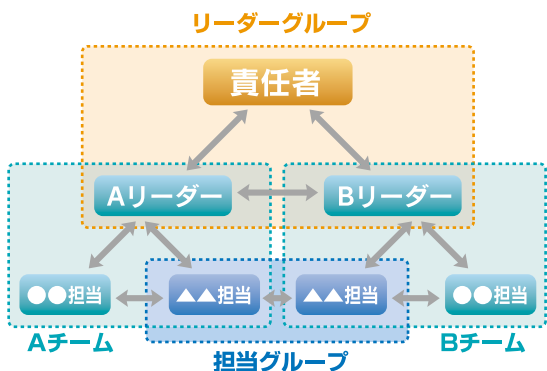 リーダーグループ
責任者
Aリーダー
Bリーダー
●●担当
▲▲担当
▲▲担当
●●担当
Aチーム
Bチーム
担当グループ